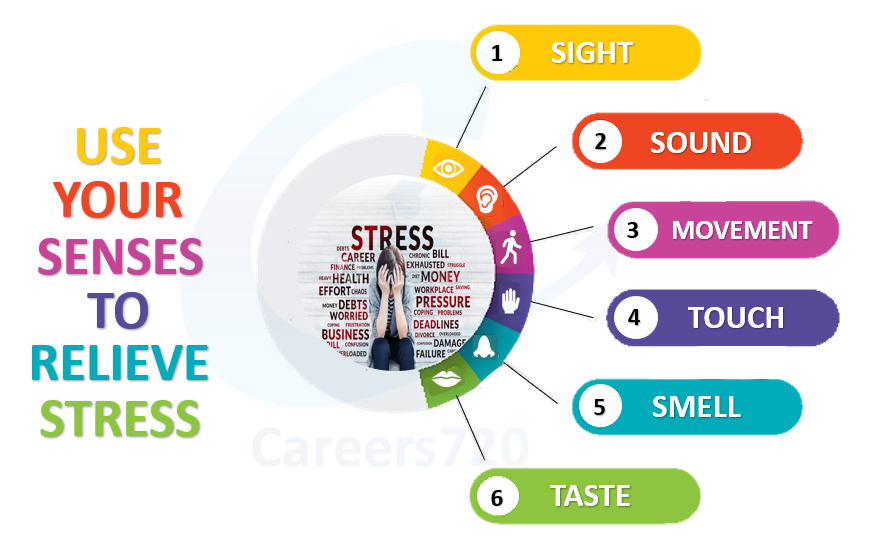 USE
YOUR
SENSES
TO
RELIEVE
STRESS
1 SIGHT
2 SOUND
3 MOVEMENT
4 TOUCH
5 SMELL
6 TASTE
STRESS
DEBTS
CAREER
CHRONIC BILL
FINANCE PROBLEMS
EXHAUSTED STRUGGLE
HEAVY HEALTH
DIET MONEY
EFFORT CHAOS
WORKPLACE SAVING
MONEY DEBTS
PRESSURE
WORRIED
COPING PROBLEMS
COPING FRUSTRATION
DEADLINES
BUSINESS
DIVORCE OVERLOADED
BILL CONFUSION
CONFUSION DAMAGE
OVERLOADED
FAILURE
Careers720